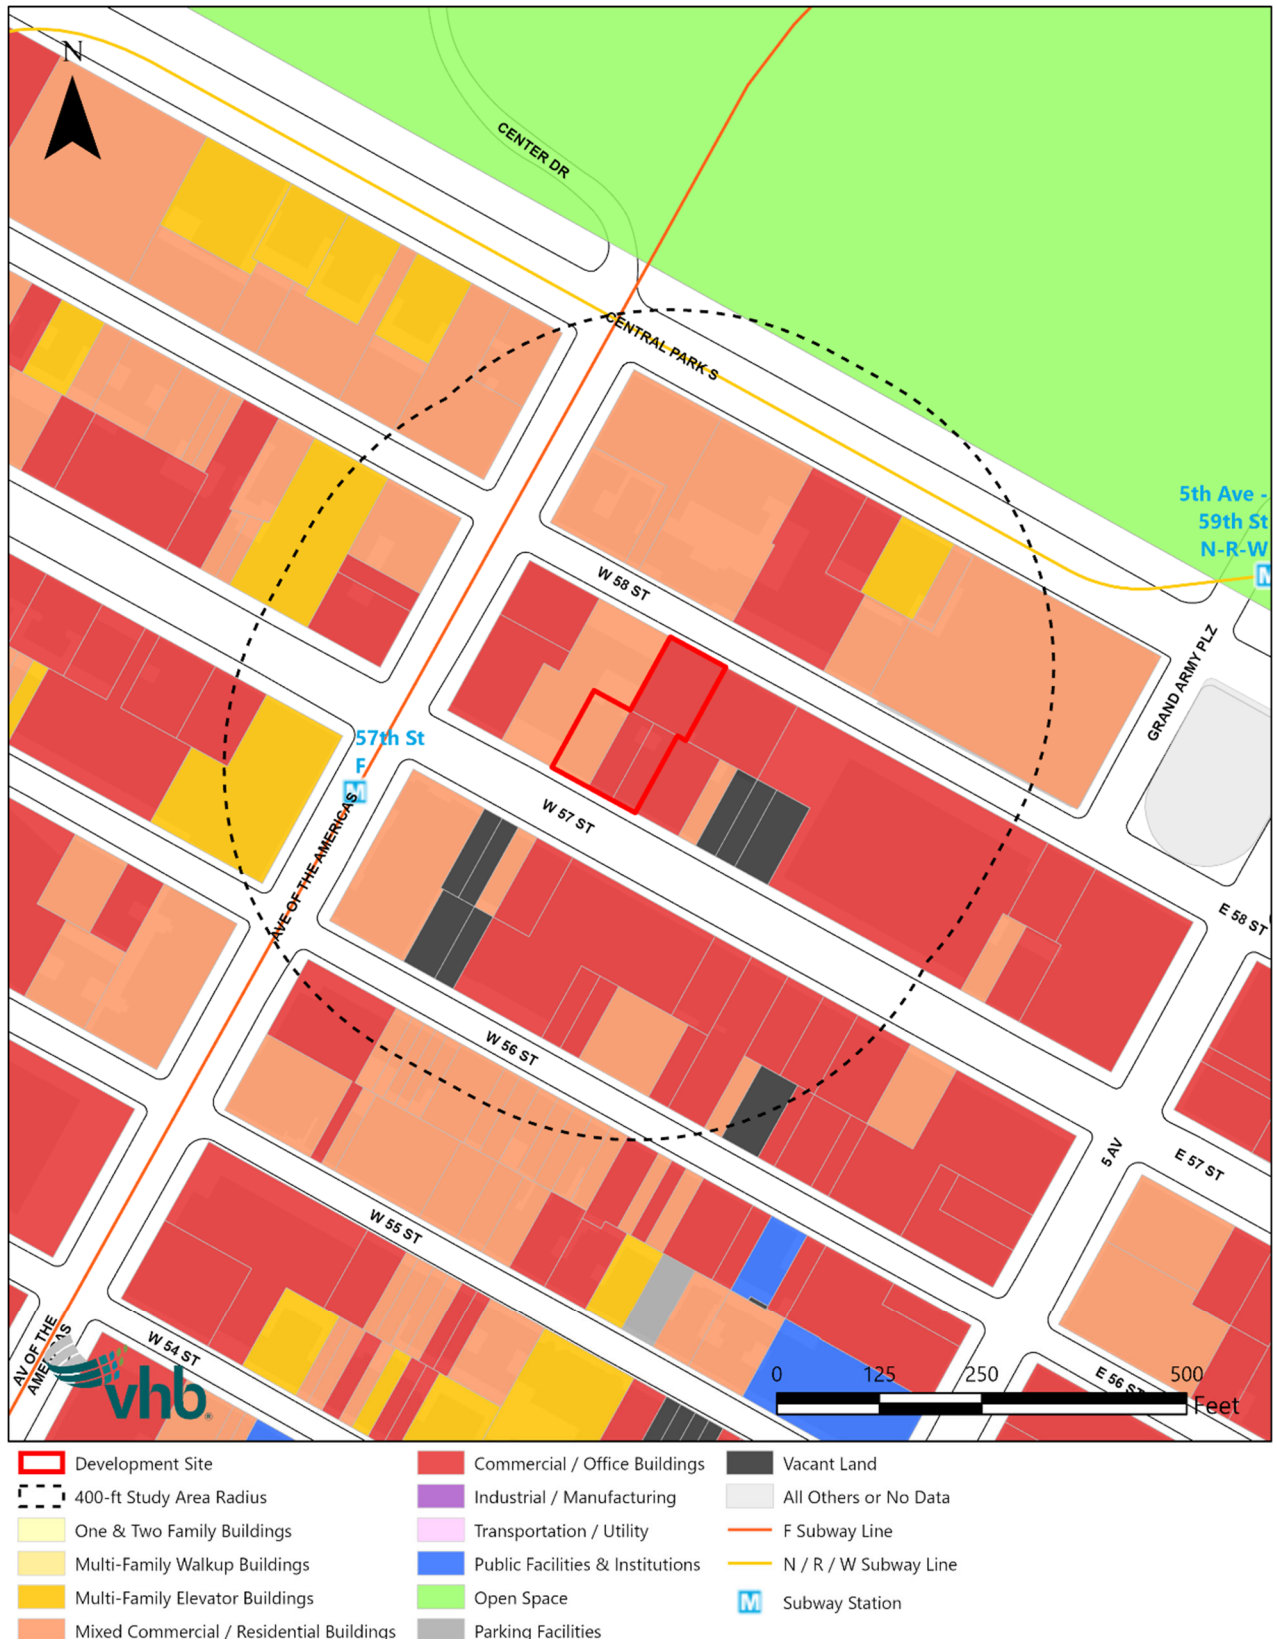 N
CENTER DR
CENTRAL PARK S
5th Ave -
59th St
N-R-W
M
W 58 ST
GRAND ARMY PLZ
57th St
F
M
W 57 ST
AVE OF THE AMERICAS
E 58 ST
W 56 ST
5 AV
E 57 ST
W 55 ST
AV OF THE
AMERICAS
W 54 ST
vhb®
E 56 ST
0 125 250 500
Feet
Development Site
400-ft Study Area Radius
One & Two Family Buildings
Multi-Family Walkup Buildings
Multi-Family Elevator Buildings
Mixed Commercial / Residential Buildings
Commercial / Office Buildings
Industrial / Manufacturing
Transportation / Utility
Public Facilities & Institutions
Open Space
Parking Facilities
Vacant Land
All Others or No Data
F Subway Line
N / R / W Subway Line
M Subway Station